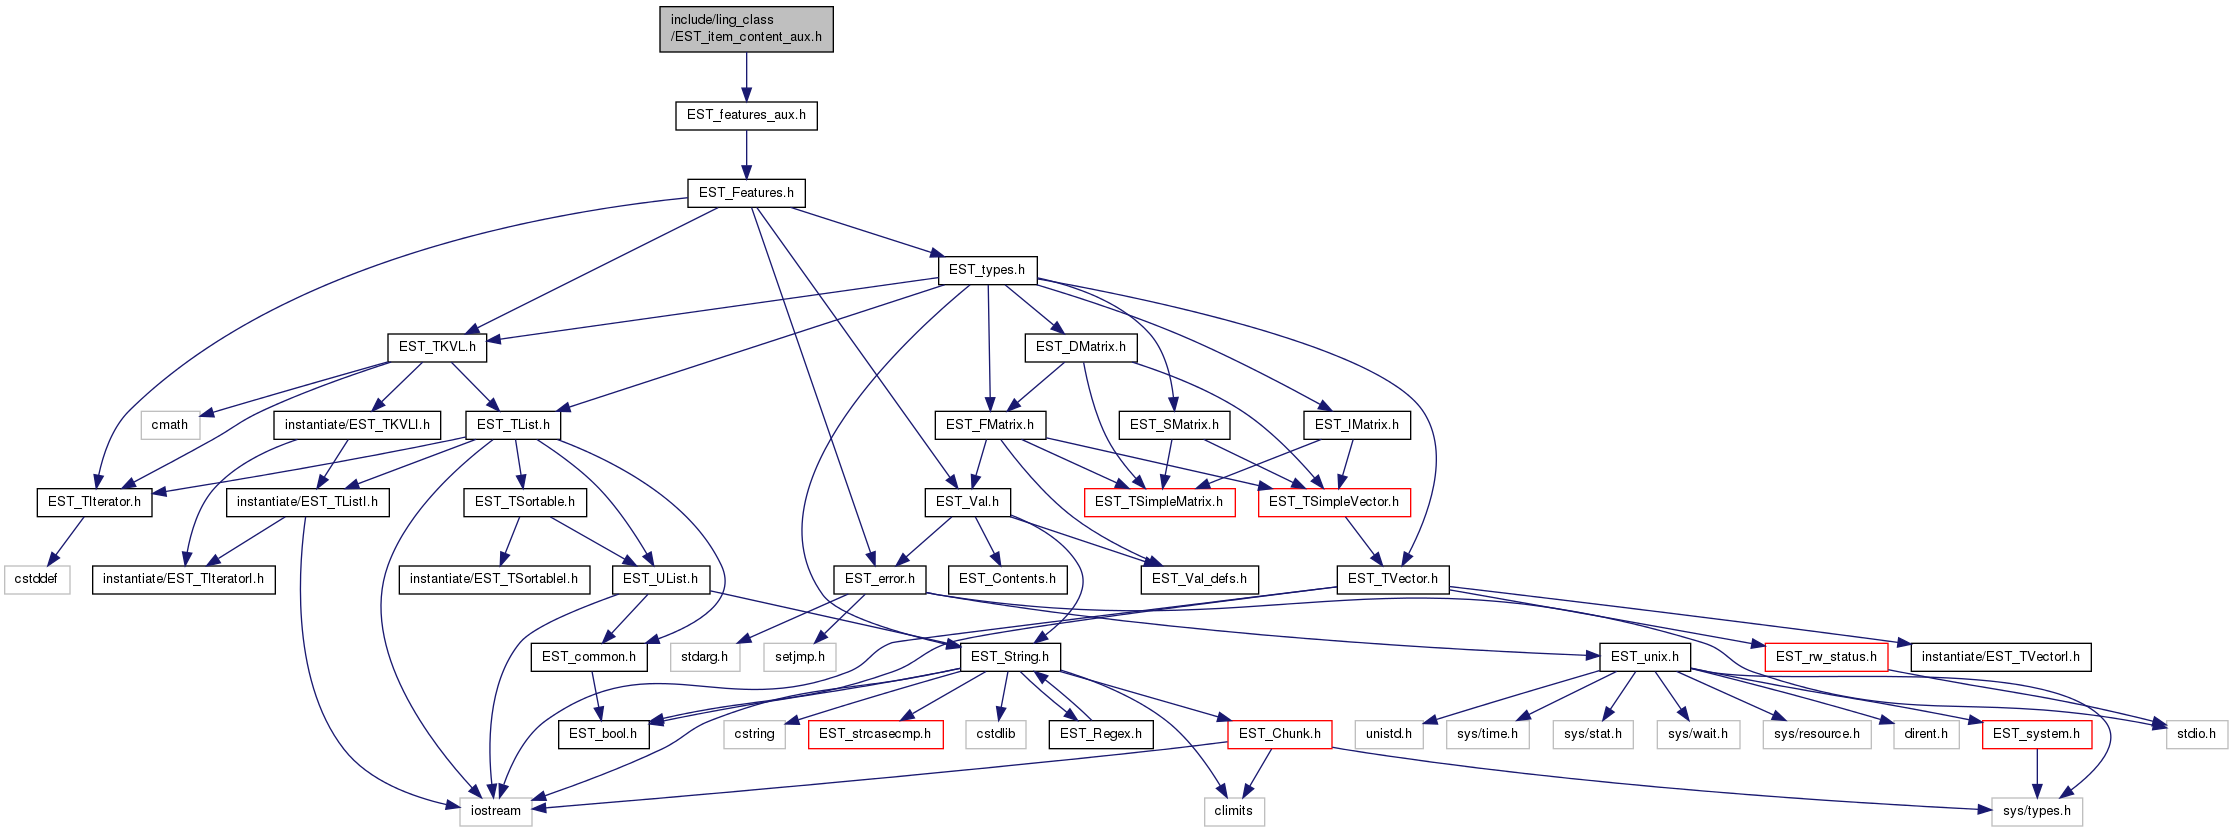 include/ling_class
/EST_item_content_aux.h
EST_features_aux.h
EST_Features.h
EST_types.h
EST_TKVL.h
EST_DMatrix.h
cmath
instantiate/EST_TKVLI.h
EST_TList.h
EST_FMatrix.h
EST_SMatrix.h
EST_IMatrix.h
EST_TIterator.h
instantiate/EST_TListI.h
EST_TSortable.h
EST_Val.h
EST_TSimpleMatrix.h
EST_TSimpleVector.h
cstddef
instantiate/EST_TIteratorI.h
instantiate/EST_TSortableI.h
EST_UList.h
EST_error.h
EST_Contents.h
EST_Val_defs.h
EST_TVector.h
EST_common.h
stdarg.h
setjmp.h
EST_String.h
EST_unix.h
EST_rw_status.h
instantiate/EST_TVectorI.h
EST_bool.h
cstring
EST_strcasecmp.h
cstdlib
EST_Regex.h
EST_Chunk.h
unistd.h
sys/time.h
sys/stat.h
sys/wait.h
sys/resource.h
dirent.h
EST_system.h
stdio.h
iostream
climits
sys/types.h